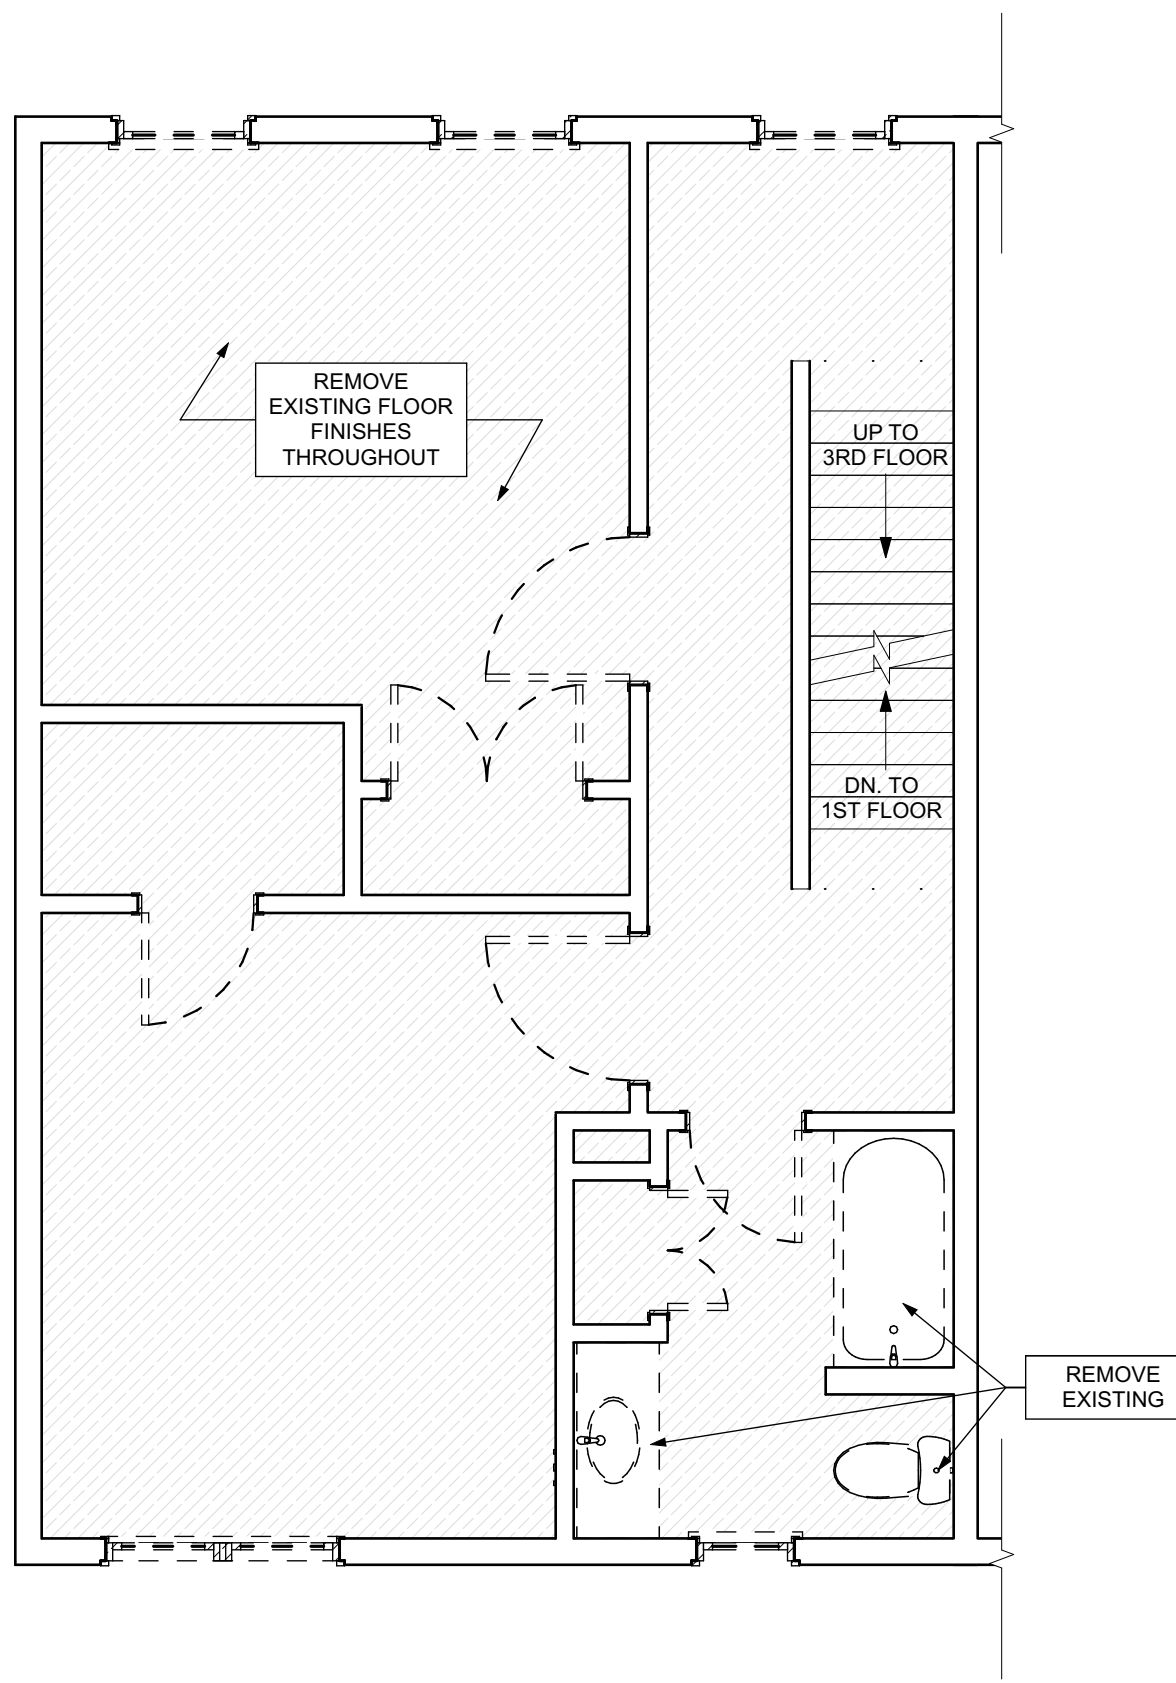 REMOVE
EXISTING FLOOR
FINISHES
THROUGHOUT
UP TO
3RD FLOOR
DN. TO
1ST FLOOR
REMOVE
EXISTING